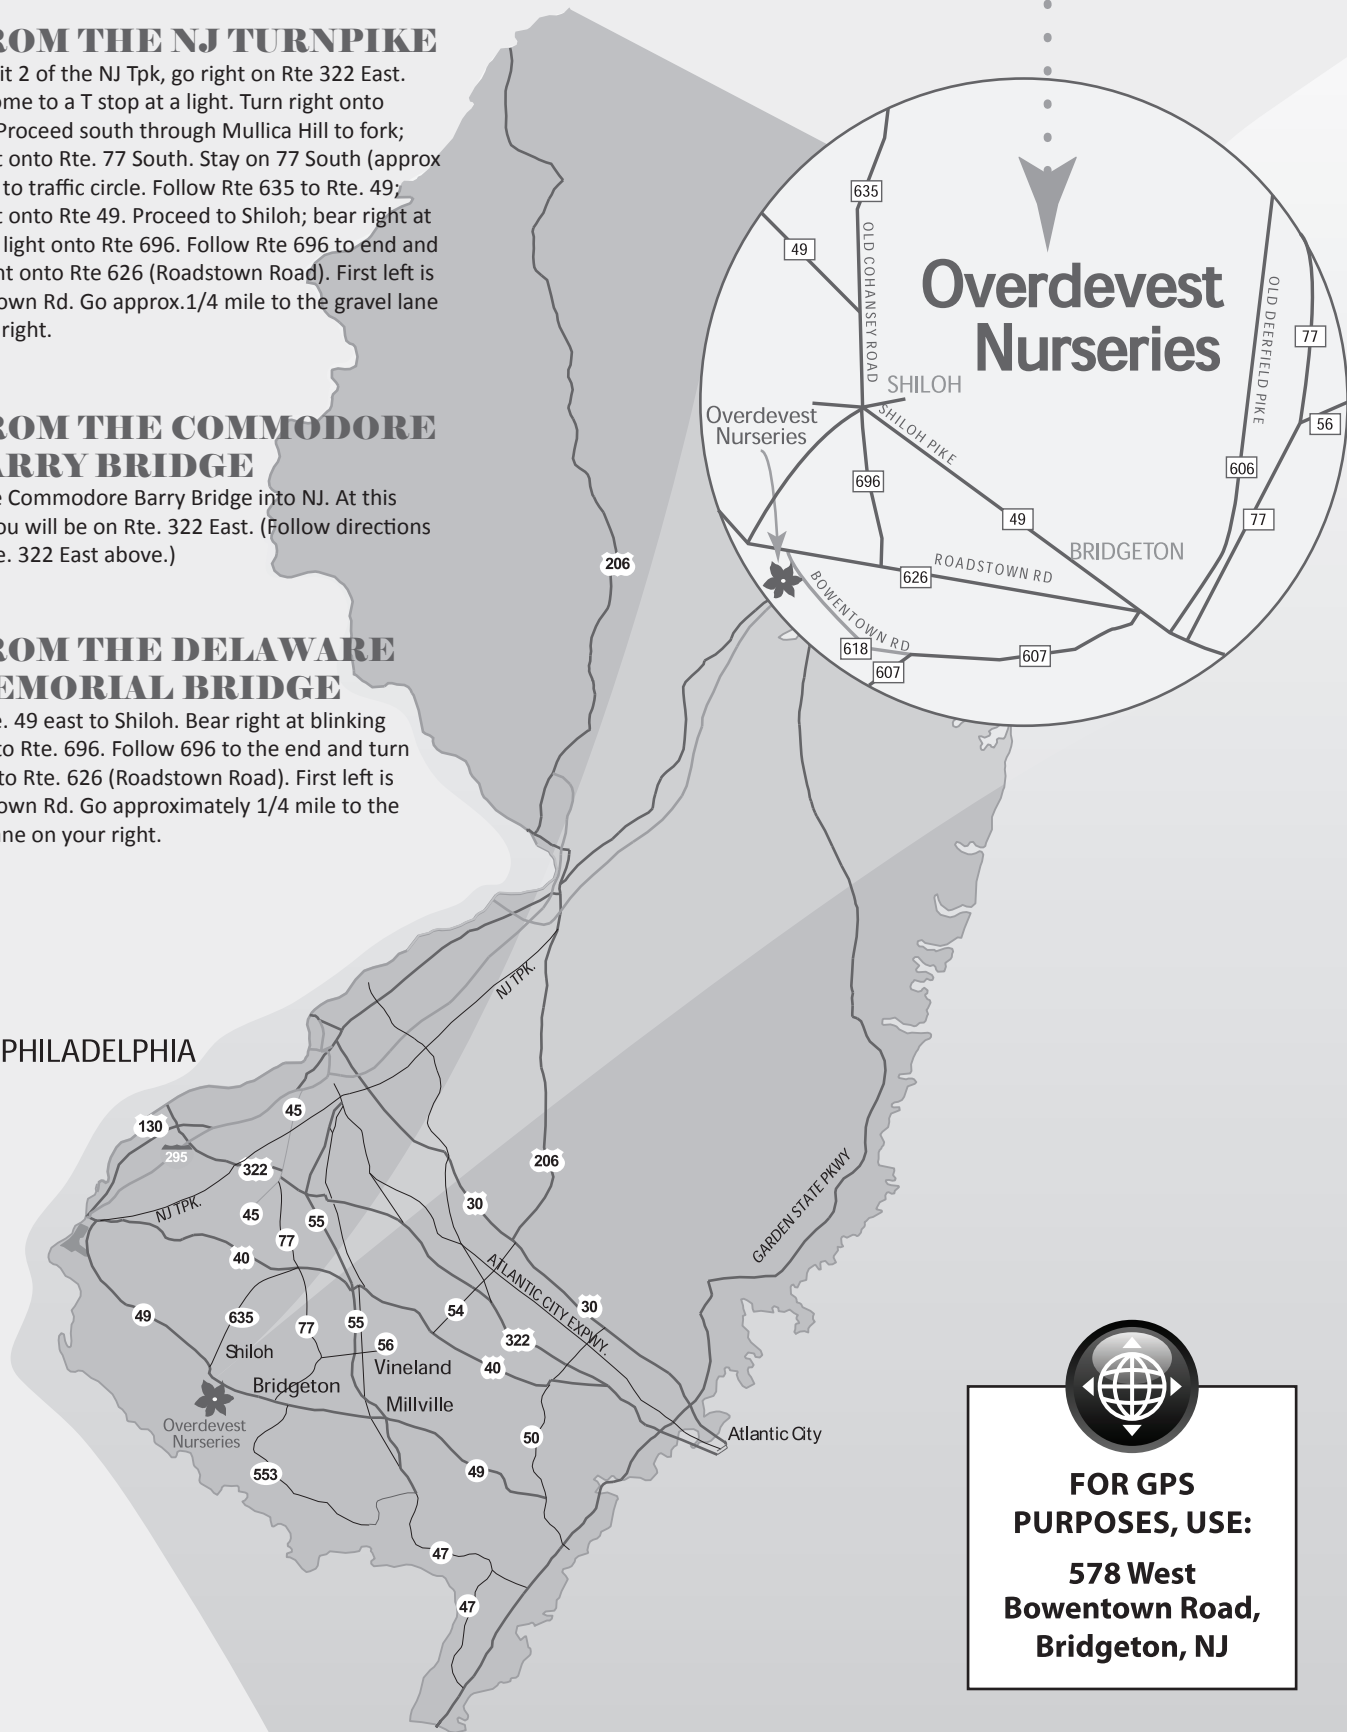 ROM THE NJ TURNPIKE
it 2 of the NJ Tpk, go right on Rte 322 East.
ome to a T stop at a light. Turn right onto
Proceed south through Mullica Hill to fork;
t onto Rte. 77 South. Stay on 77 South (approx
to traffic circle. Follow Rte 635 to Rte. 49;
t onto Rte 49. Proceed to Shiloh; bear right at
light onto Rte 696. Follow Rte 696 to end and
nt onto Rte 626 (Roadstown Road). First left is
own Rd. Go approx.1/4 mile to the gravel lane
right.
ROM THE COMMODORE
ARRY BRIDGE
e Commodore Barry Bridge into NJ. At this
ou will be on Rte. 322 East. (Follow directions
e. 322 East above.)
ROM THE DELAWARE
EMORIAL BRIDGE
e. 49 east to Shiloh. Bear right at blinking
to Rte. 696. Follow 696 to the end and turn
to Rte. 626 (Roadstown Road). First left is
own Rd. Go approximately 1/4 mile to the
ane on your right.
635
49
OLD COHANSEY ROAD
Overdevest
Nurseries
OLD DEERFIELD PIKE
77
SHILOH
Overdevest
Nurseries
SHILOH PIKE
56
606
696
49
77
BRIDGETON
ROADSTOWN RD
626
BOWENTOWN RD
618
607
607
206
NJ TPK.
PHILADELPHIA
130
45
295
322
206
NJ TPK.
45
55
30
77
40
GARDEN STATE PKWY
ATLANTIC CITY EXPWY.
49
635
77
55
54
30
56
322
Shiloh
Vineland
40
Bridgeton
Millville
Overdevest
Nurseries
50
Atlantic City
553
49
47
47
FOR GPS
PURPOSES, USE:
578 West
Bowentown Road,
Bridgeton, NJ